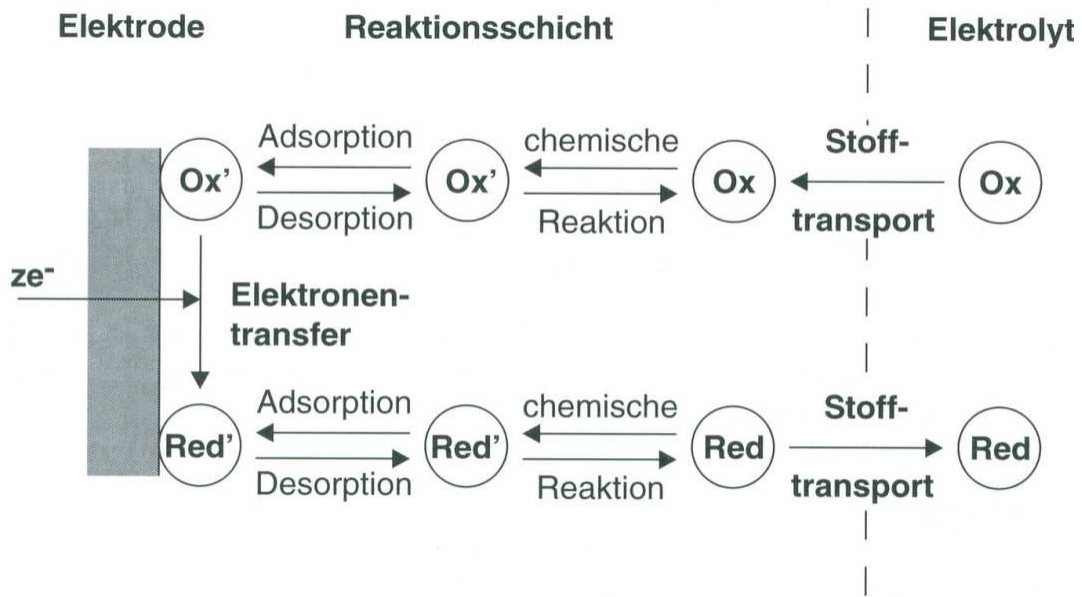 Elektrode Reaktionsschicht Elektrolyt
Adsorption chemische Stoff-
Ox’ Ox’ Ox Ox
Desorption Reaktion transport
ze⁻
Elektronen-
transfer
Adsorption chemische Stoff-
Red’ Red’ Red Red
Desorption Reaktion transport